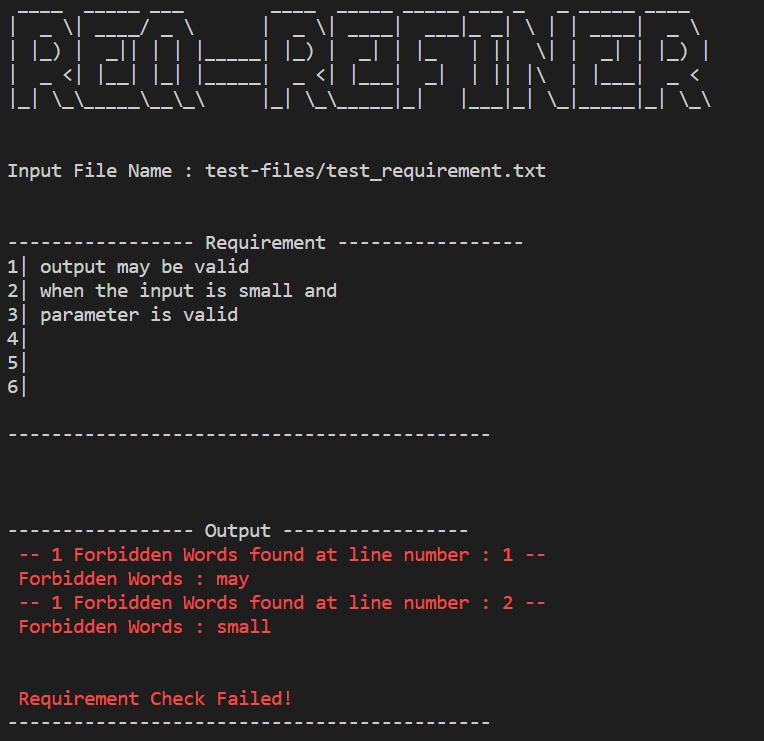 REQ-REFINER
Input File Name : test-files/test_requirement.txt
----------------- Requirement -----------------
1| output may be valid
2| when the input is small and
3| parameter is valid
4|
5|
6|
--------------------------------------------
----------------- Output -----------------
-- 1 Forbidden Words found at line number : 1 --
Forbidden Words : may
-- 1 Forbidden Words found at line number : 2 --
Forbidden Words : small
Requirement Check Failed!
--------------------------------------------